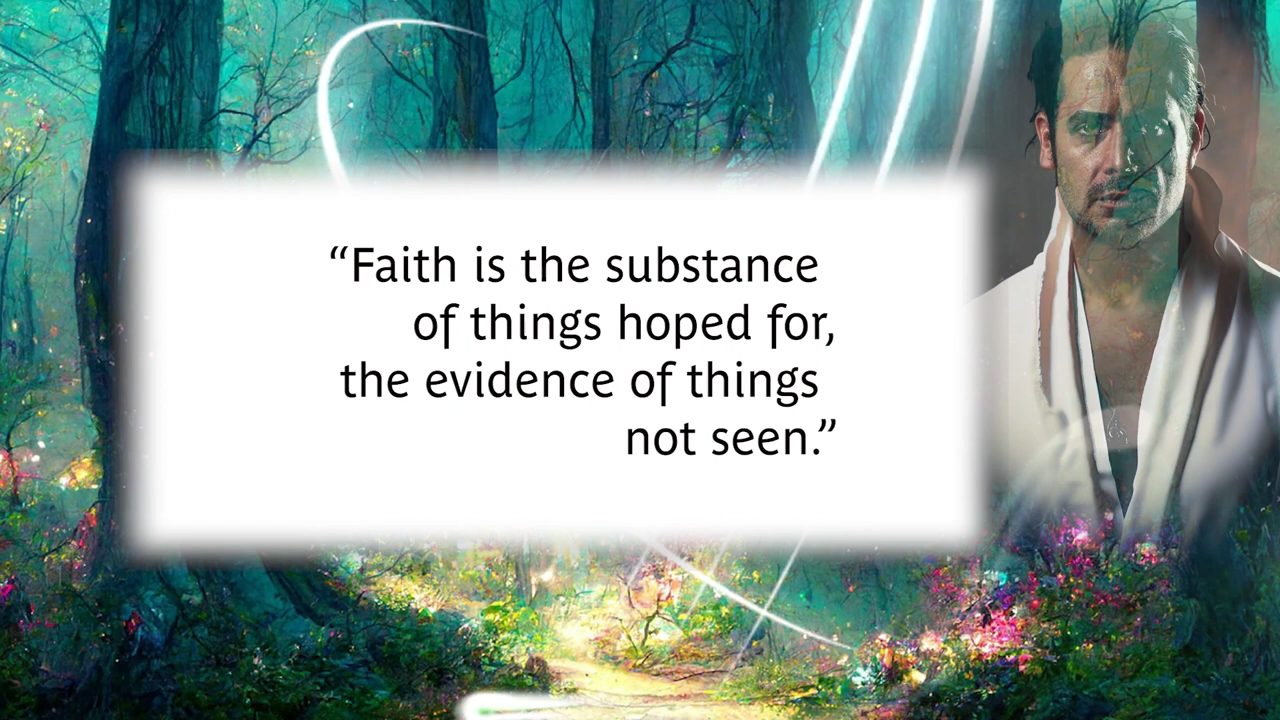 “Faith is the substance
of things hoped for,
the evidence of things
not seen.”